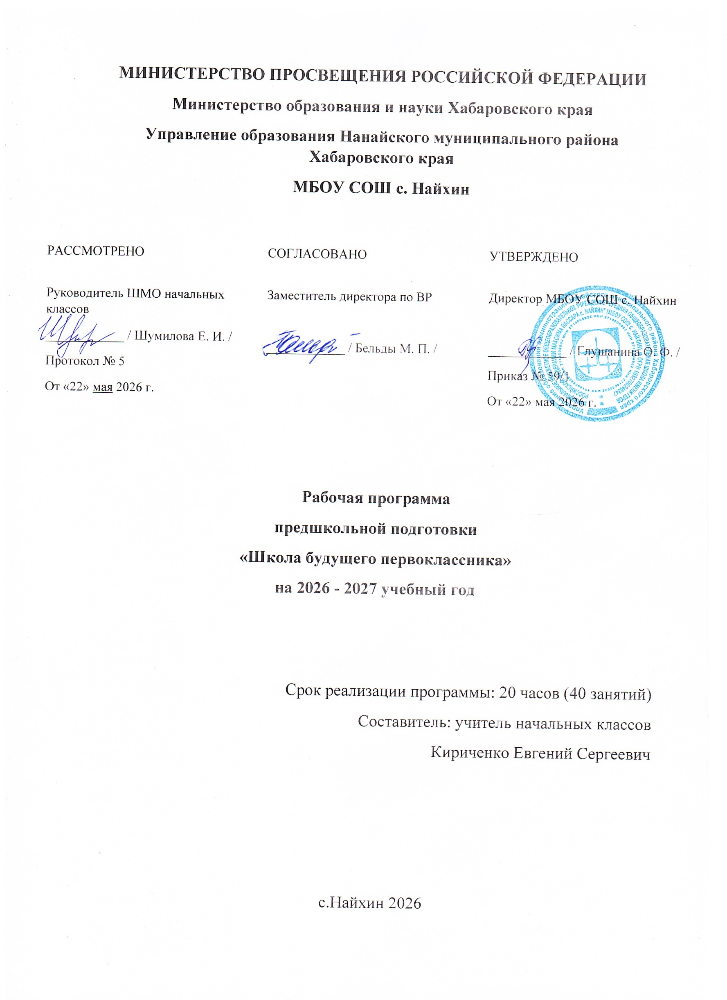 МИНИСТЕРСТВО ПРОСВЕЩЕНИЯ РОССИЙСКОЙ ФЕДЕРАЦИИ
Министерство образования и науки Хабаровского края
Управление образования Нанайского муниципального района
Хабаровского края
МБОУ СОШ с. Найхин
РАССМОТРЕНО
Руководитель ШМО начальных
классов
/ Шумилова Е. И. /
Протокол № 5
От «22» мая 2026 г.
СОГЛАСОВАНО
Заместитель директора по ВР
/ Бельды М. П. /
УТВЕРЖДЕНО
Директор МБОУ СОШ с. Найхин
/ Глушанина О. Ф. /
Приказ № 59/1
От «22» мая 2026 г.
Рабочая программа
предшкольной подготовки
«Школа будущего первоклассника»
на 2026 - 2027 учебный год
Срок реализации программы: 20 часов (40 занятий)
Составитель: учитель начальных классов
Кириченко Евгений Сергеевич
с.Найхин 2026